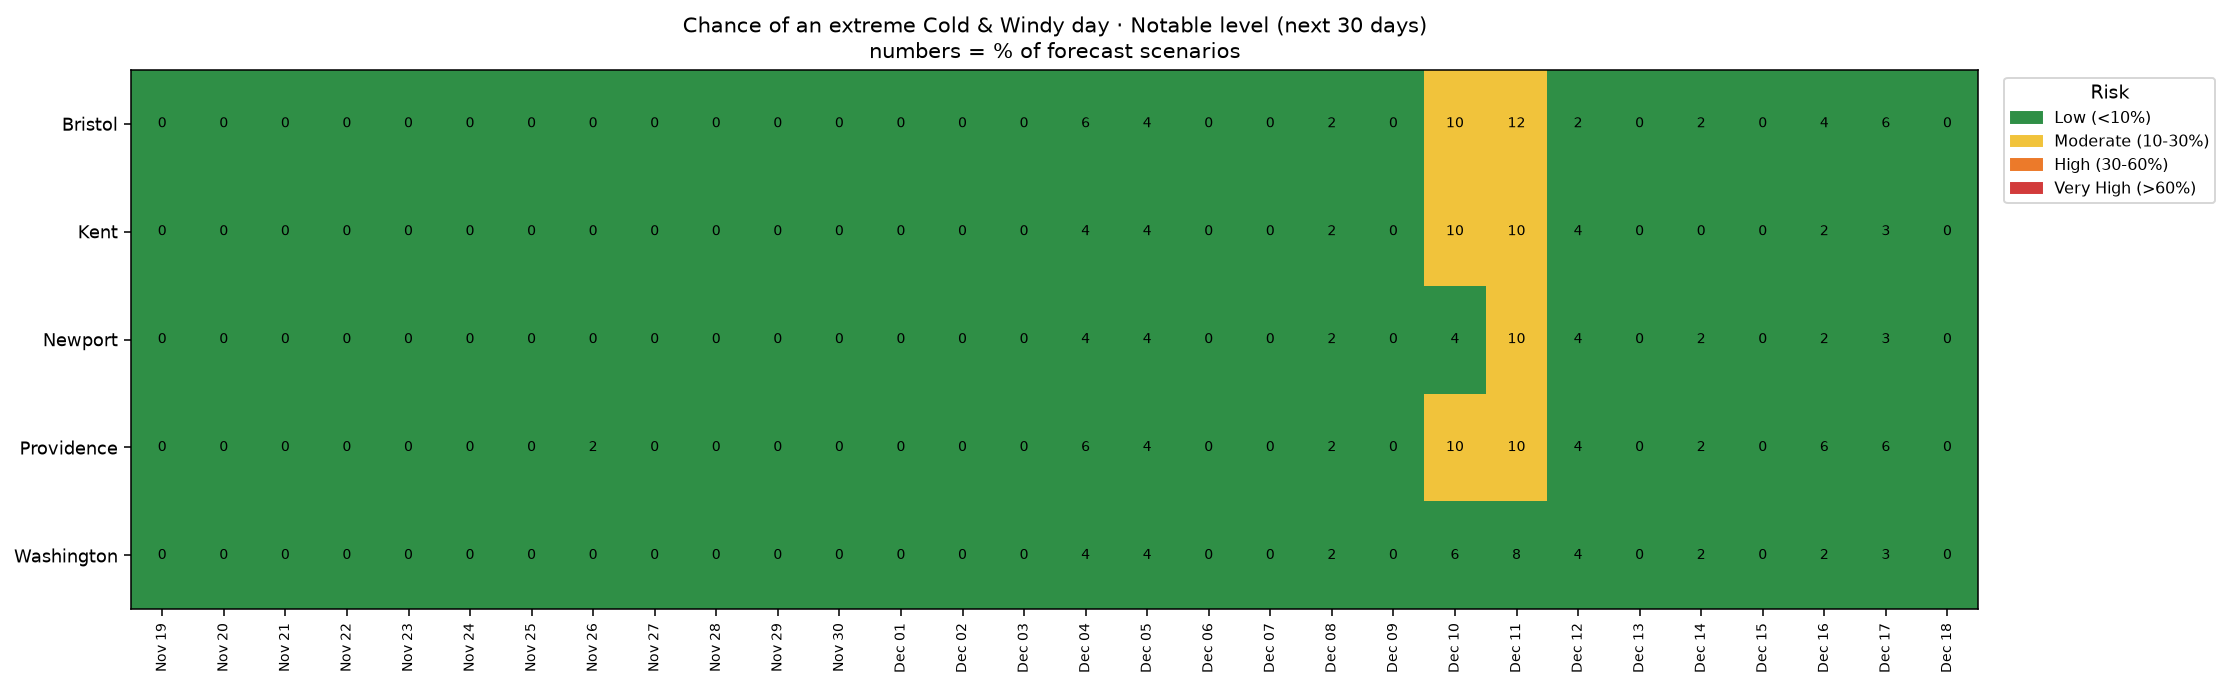 Chance of an extreme Cold & Windy day · Notable level (next 30 days)
numbers = % of forecast scenarios
Risk
Low (<10%)
Moderate (10-30%)
High (30-60%)
Very High (>60%)
Bristol 0 0 0 0 0 0 0 0 0 0 0 0 0 0 0 6 4 0 0 2 0 10 12 2 0 2 0 4 6 0
Kent 0 0 0 0 0 0 0 0 0 0 0 0 0 0 0 4 4 0 0 2 0 10 10 4 0 0 0 2 3 0
Newport 0 0 0 0 0 0 0 0 0 0 0 0 0 0 0 4 4 0 0 2 0 4 10 4 0 2 0 2 3 0
Providence 0 0 0 0 0 0 0 2 0 0 0 0 0 0 0 6 4 0 0 2 0 10 10 4 0 2 0 6 6 0
Washington 0 0 0 0 0 0 0 0 0 0 0 0 0 0 0 4 4 0 0 2 0 6 8 4 0 2 0 2 3 0
Nov 19 Nov 20 Nov 21 Nov 22 Nov 23 Nov 24 Nov 25 Nov 26 Nov 27 Nov 28 Nov 29 Nov 30 Dec 01 Dec 02 Dec 03 Dec 04 Dec 05 Dec 06 Dec 07 Dec 08 Dec 09 Dec 10 Dec 11 Dec 12 Dec 13 Dec 14 Dec 15 Dec 16 Dec 17 Dec 18